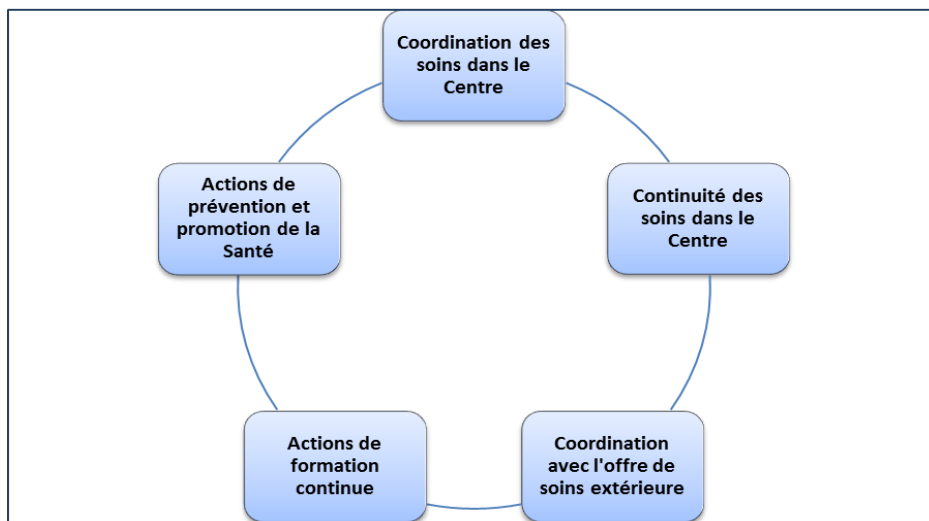 Coordination des
soins dans le
Centre
Continuité des
soins dans le
Centre
Coordination
avec l'offre de
soins extérieure
Actions de
formation
continue
Actions de
prévention et
promotion de la
Santé